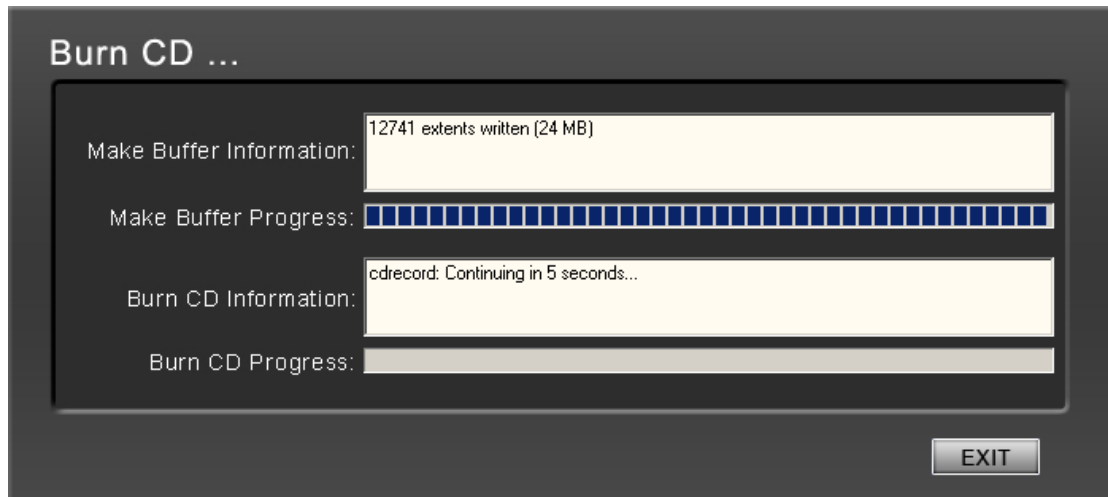 Burn CD ...
Make Buffer Information:
12741 extents written (24 MB)
Make Buffer Progress:
Burn CD Information:
cdrecord: Continuing in 5 seconds...
Burn CD Progress:
EXIT